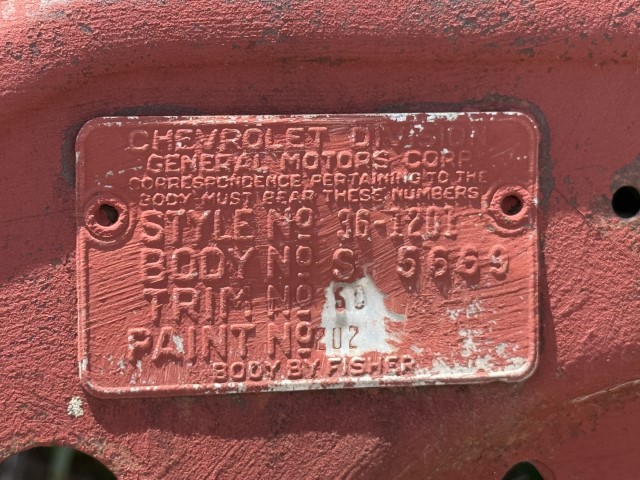 CHEVROLET DIVISION
GENERAL MOTORS CORP
CORRESPONDENCE PERTAINING TO THE
BODY MUST BEAR THESE NUMBERS
STYLE No 36-1201
BODY No S 5669
TRIM No 50
PAINT No 202
BODY BY FISHER